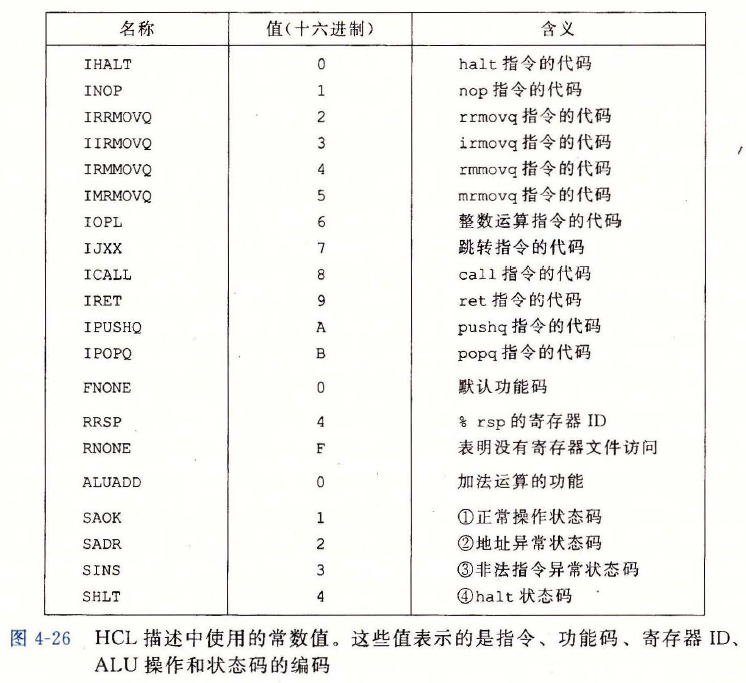 名称 值(十六进制) 含义
IHALT 0 halt 指令的代码
INOP 1 nop 指令的代码
IRRMOVQ 2 rrmovq 指令的代码
IIRMOVQ 3 irmovq 指令的代码
IRMMOVQ 4 rmmovq 指令的代码
IMRMOVQ 5 mrmovq 指令的代码
IOPL 6 整数运算指令的代码
IJXX 7 跳转指令的代码
ICALL 8 call 指令的代码
IRET 9 ret 指令的代码
IPUSHQ A pushq 指令的代码
IPOPQ B popq 指令的代码
FNONE 0 默认功能码
RRSP 4 % rsp 的寄存器 ID
RNONE F 表明没有寄存器文件访问
ALUADD 0 加法运算的功能
SAOK 1 ①正常操作状态码
SADR 2 ②地址异常状态码
SINS 3 ③非法指令异常状态码
SHLT 4 ④halt 状态码
图 4-26 HCL 描述中使用的常数值。这些值表示的是指令、功能码、寄存器 ID、
ALU 操作和状态码的编码